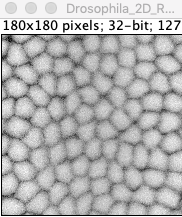 Drosophila_2D_R...
180x180 pixels; 32-bit; 127